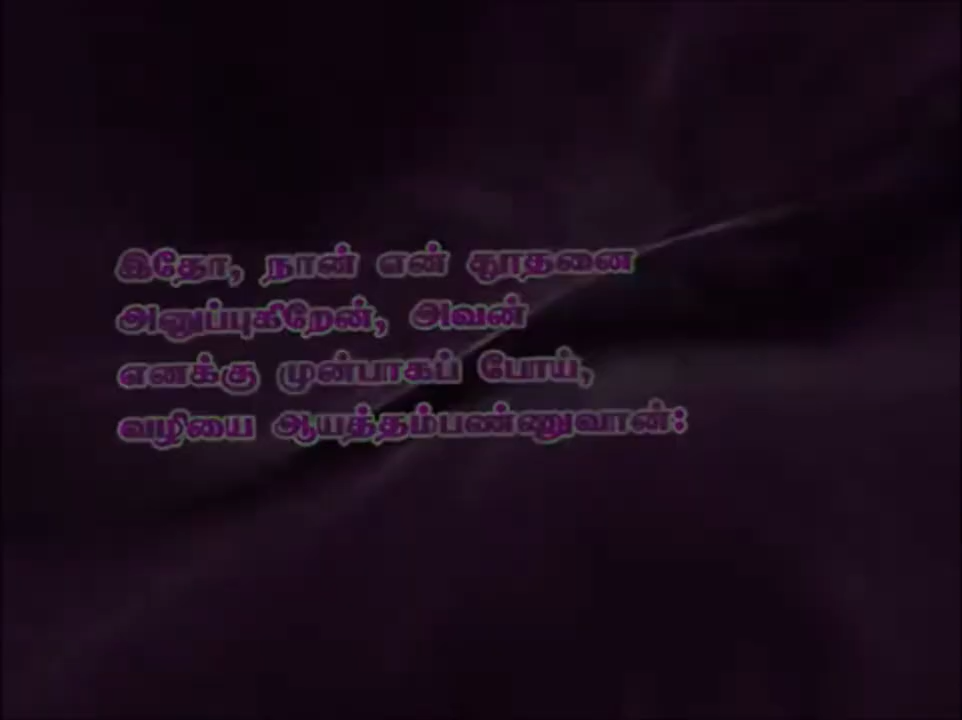 இதோ, நான் என் தூதனை
அனுப்புகிறேன், அவன்
எனக்கு முன்பாகப் போய்,
வழியை ஆயத்தம்பண்ணுவான்: